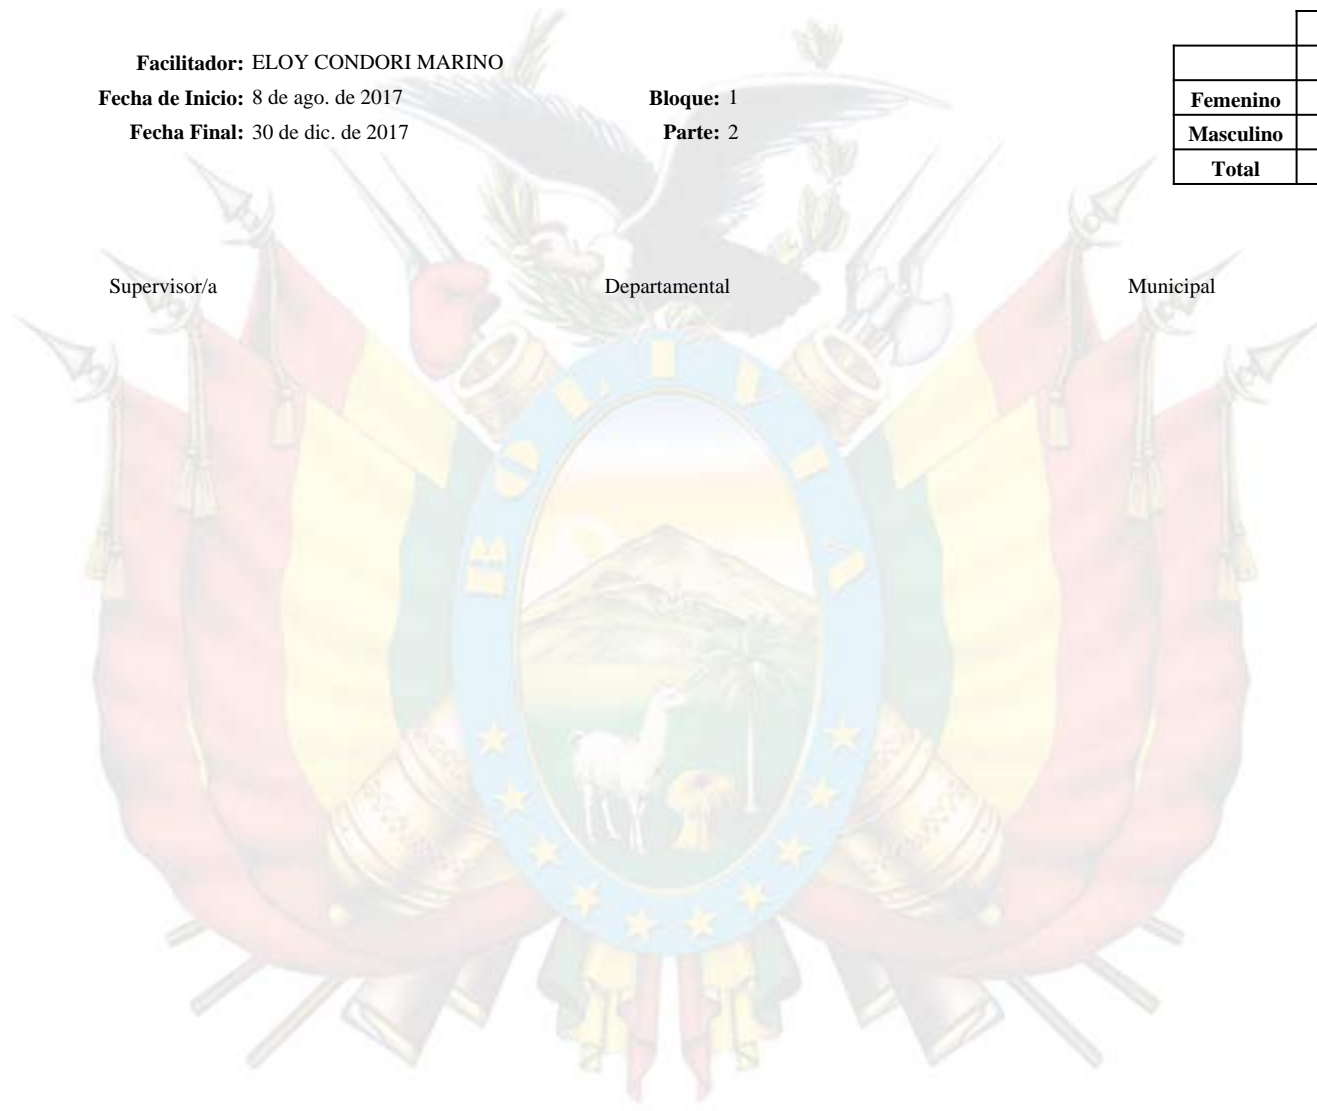 Facilitador: ELOY CONDORI MARINO
Fecha de Inicio: 8 de ago. de 2017 Bloque: 1
Fecha Final: 30 de dic. de 2017 Parte: 2
Femenino
Masculino
Total
Supervisor/a Departamental Municipal
BOLIVIA